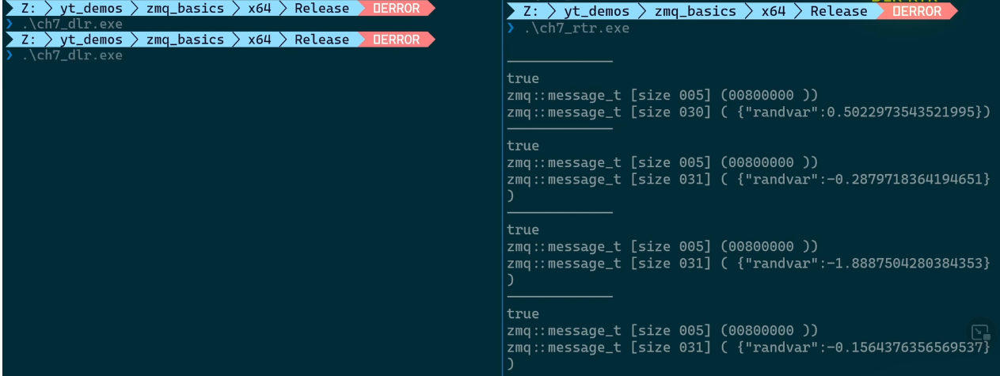 Z: yt_demos zmq_basics x64 Release ERROR
❯ .\ch7_dlr.exe
Z: yt_demos zmq_basics x64 Release ERROR
❯ .\ch7_dlr.exe
Z: yt_demos zmq_basics x64 Release ERROR
❯ .\ch7_rtr.exe
true
zmq::message_t [size 005] (00800000 ))
zmq::message_t [size 030] ( {"randvar":0.5022973543521995})
true
zmq::message_t [size 005] (00800000 ))
zmq::message_t [size 031] ( {"randvar":-0.2879718364194651}
)
true
zmq::message_t [size 005] (00800000 ))
zmq::message_t [size 031] ( {"randvar":-1.8887504280384353}
)
true
zmq::message_t [size 005] (00800000 ))
zmq::message_t [size 031] ( {"randvar":-0.1564376356569537}
)